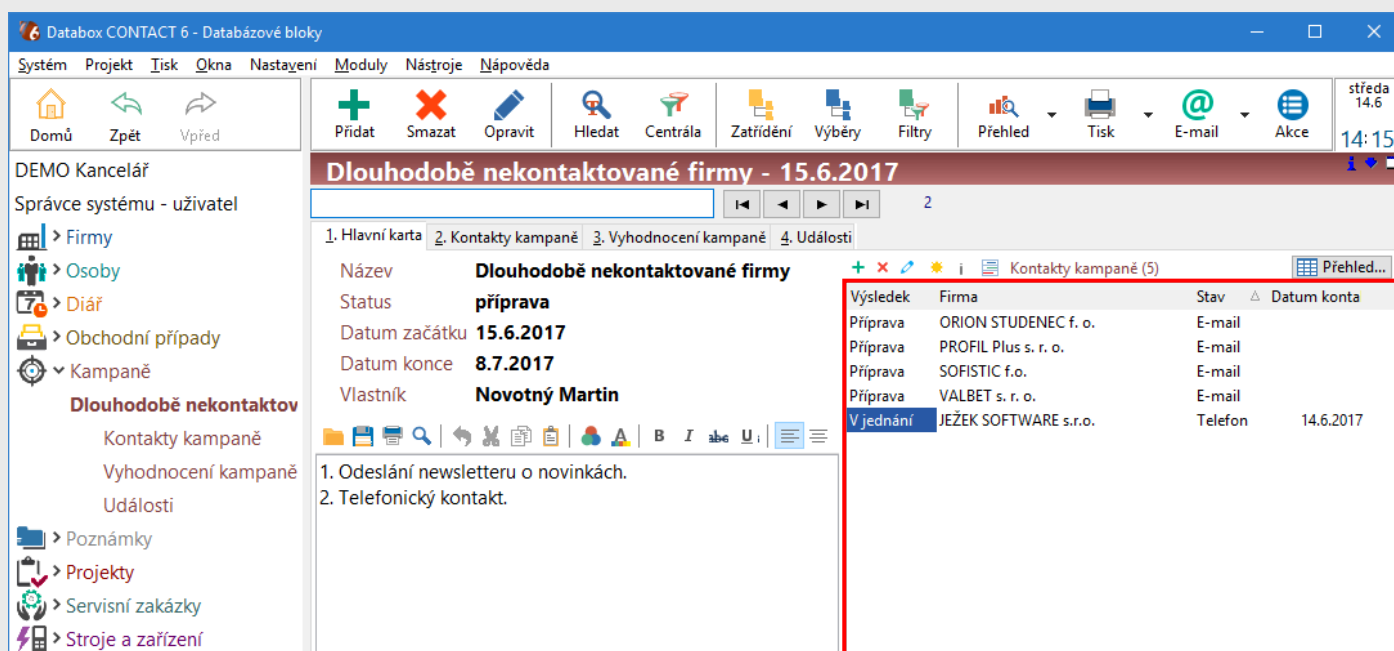 Databox CONTACT 6 - Databázové bloky
Systém Projekt Tisk Okna Nastavení Moduly Nástroje Nápověda
Domů Zpět Vpřed Přidat Smazat Opravit Hledat Centrála Zatřídění Výběry Filtry Přehled Tisk E-mail Akce
středa
14.6
14:15
DEMO Kancelář
Správce systému - uživatel
Firmy
Osoby
7 Diář
Obchodní případy
Kampaně
Dlouhodobě nekontaktov
Kontakty kampaně
Vyhodnocení kampaně
Události
Poznámky
Projekty
Servisní zakázky
Stroje a zařízení
Dlouhodobě nekontaktované firmy - 15.6.2017
2
1. Hlavní karta 2. Kontakty kampaně 3. Vyhodnocení kampaně 4. Události
Název Dlouhodobě nekontaktované firmy
Status příprava
Datum začátku 15.6.2017
Datum konce 8.7.2017
Vlastník Novotný Martin
A B I abc U
1. Odeslání newsletteru o novinkách.
2. Telefonický kontakt.
i Kontakty kampaně (5) Přehled...
Výsledek Firma Stav Datum konta
Příprava ORION STUDENEC f. o. E-mail
Příprava PROFIL Plus s. r. o. E-mail
Příprava SOFISTIC f.o. E-mail
Příprava VALBET s. r. o. E-mail
V jednání JEŽEK SOFTWARE s.r.o. Telefon 14.6.2017